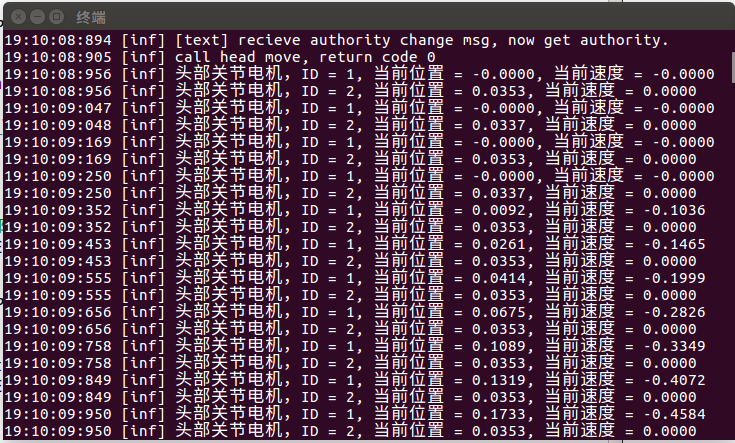 终端
19:10:08:894 [inf] [text] recieve authority change msg, now get authority.
19:10:08:905 [inf] call head move, return code 0
19:10:08:956 [inf] 头部关节电机，ID = 1, 当前位置 = -0.0000, 当前速度 = -0.0000
19:10:08:956 [inf] 头部关节电机，ID = 2, 当前位置 = 0.0353, 当前速度 = 0.0000
19:10:09:047 [inf] 头部关节电机，ID = 1, 当前位置 = -0.0000, 当前速度 = -0.0000
19:10:09:048 [inf] 头部关节电机，ID = 2, 当前位置 = 0.0337, 当前速度 = 0.0000
19:10:09:169 [inf] 头部关节电机，ID = 1, 当前位置 = -0.0000, 当前速度 = -0.0000
19:10:09:169 [inf] 头部关节电机，ID = 2, 当前位置 = 0.0353, 当前速度 = 0.0000
19:10:09:250 [inf] 头部关节电机，ID = 1, 当前位置 = -0.0000, 当前速度 = -0.0000
19:10:09:250 [inf] 头部关节电机，ID = 2, 当前位置 = 0.0337, 当前速度 = 0.0000
19:10:09:352 [inf] 头部关节电机，ID = 1, 当前位置 = 0.0092, 当前速度 = -0.1036
19:10:09:352 [inf] 头部关节电机，ID = 2, 当前位置 = 0.0353, 当前速度 = 0.0000
19:10:09:453 [inf] 头部关节电机，ID = 1, 当前位置 = 0.0261, 当前速度 = -0.1465
19:10:09:453 [inf] 头部关节电机，ID = 2, 当前位置 = 0.0353, 当前速度 = 0.0000
19:10:09:555 [inf] 头部关节电机，ID = 1, 当前位置 = 0.0414, 当前速度 = -0.1999
19:10:09:555 [inf] 头部关节电机，ID = 2, 当前位置 = 0.0353, 当前速度 = 0.0000
19:10:09:656 [inf] 头部关节电机，ID = 1, 当前位置 = 0.0675, 当前速度 = -0.2826
19:10:09:656 [inf] 头部关节电机，ID = 2, 当前位置 = 0.0353, 当前速度 = 0.0000
19:10:09:758 [inf] 头部关节电机，ID = 1, 当前位置 = 0.1089, 当前速度 = -0.3349
19:10:09:758 [inf] 头部关节电机，ID = 2, 当前位置 = 0.0353, 当前速度 = 0.0000
19:10:09:849 [inf] 头部关节电机，ID = 1, 当前位置 = 0.1319, 当前速度 = -0.4072
19:10:09:849 [inf] 头部关节电机，ID = 2, 当前位置 = 0.0353, 当前速度 = 0.0000
19:10:09:950 [inf] 头部关节电机，ID = 1, 当前位置 = 0.1733, 当前速度 = -0.4584
19:10:09:950 [inf] 头部关节电机，ID = 2, 当前位置 = 0.0353, 当前速度 = 0.0000